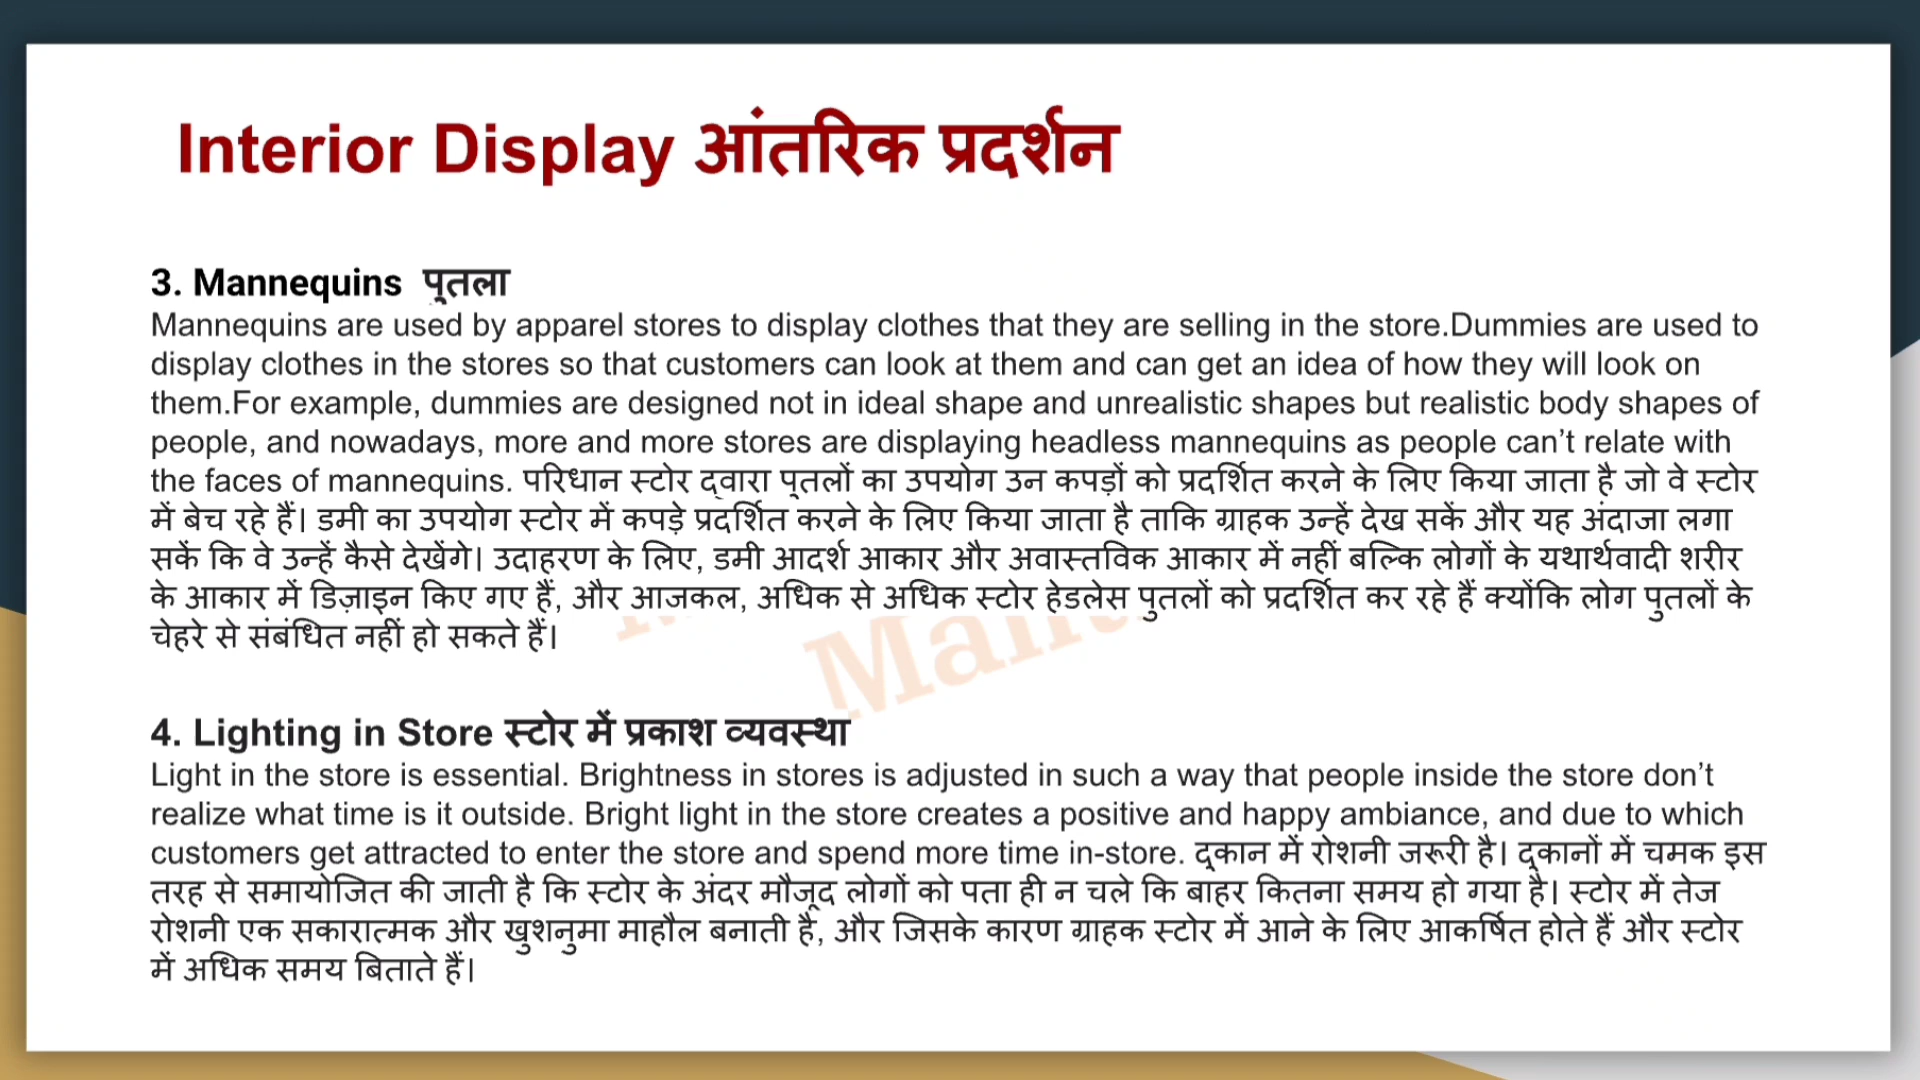 Interior Display आंतरिक प्रदर्शन
3. Mannequins पुतला
Mannequins are used by apparel stores to display clothes that they are selling in the store.Dummies are used to
display clothes in the stores so that customers can look at them and can get an idea of how they will look on
them.For example, dummies are designed not in ideal shape and unrealistic shapes but realistic body shapes of
people, and nowadays, more and more stores are displaying headless mannequins as people can’t relate with
the faces of mannequins. परिधान स्टोर द्वारा पुतलों का उपयोग उन कपड़ों को प्रदर्शित करने के लिए किया जाता है जो वे स्टोर
में बेच रहे हैं। डमी का उपयोग स्टोर में कपड़े प्रदर्शित करने के लिए किया जाता है ताकि ग्राहक उन्हें देख सकें और यह अंदाजा लगा
सकें कि वे उन्हें कैसे देखेंगे। उदाहरण के लिए, डमी आदर्श आकार और अवास्तविक आकार में नहीं बल्कि लोगों के यथार्थवादी शरीर
के आकार में डिज़ाइन किए गए हैं, और आजकल, अधिक से अधिक स्टोर हेडलेस पुतलों को प्रदर्शित कर रहे हैं क्योंकि लोग पुतलों के
चेहरे से संबंधित नहीं हो सकते हैं।
4. Lighting in Store स्टोर में प्रकाश व्यवस्था
Light in the store is essential. Brightness in stores is adjusted in such a way that people inside the store don’t
realize what time is it outside. Bright light in the store creates a positive and happy ambiance, and due to which
customers get attracted to enter the store and spend more time in-store. दुकान में रोशनी जरूरी है। दुकानों में चमक इस
तरह से समायोजित की जाती है कि स्टोर के अंदर मौजूद लोगों को पता ही न चले कि बाहर कितना समय हो गया है। स्टोर में तेज
रोशनी एक सकारात्मक और खुशनुमा माहौल बनाती है, और जिसके कारण ग्राहक स्टोर में आने के लिए आकर्षित होते हैं और स्टोर
में अधिक समय बिताते हैं।